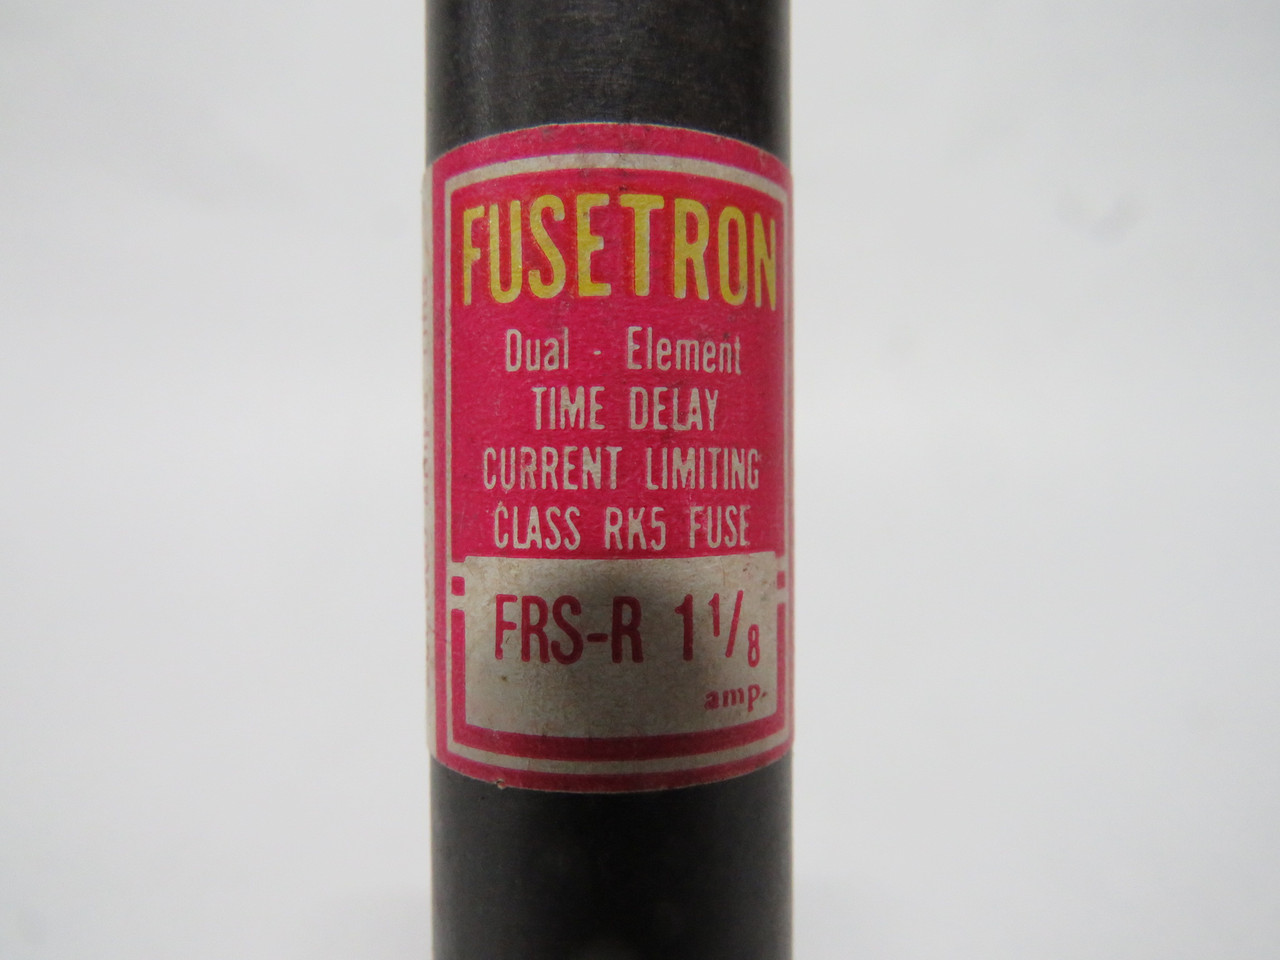 FUSETRON
Dual - Element
TIME DELAY
CURRENT LIMITING
CLASS RK5 FUSE
FRS-R 1 1/8
amp.